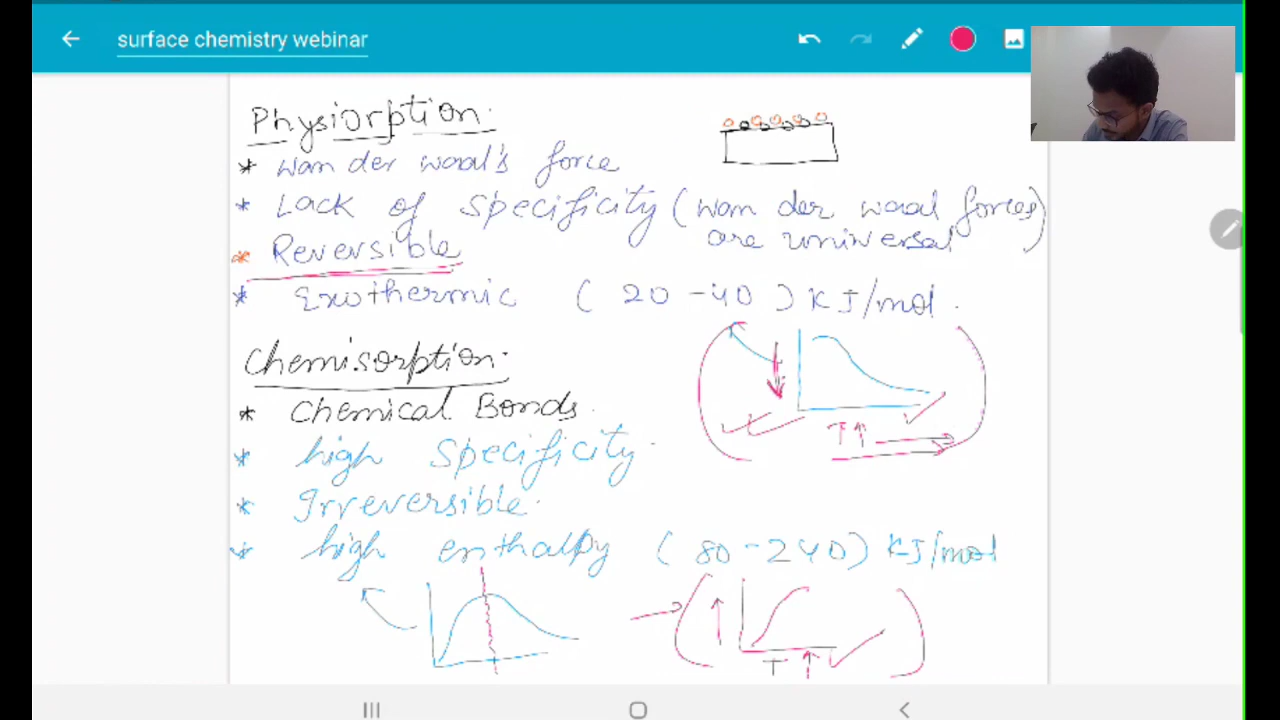 surface chemistry webinar
Physiorption.
* wan der waal's force
* Lack of specificity (wan der waal forces)
are universal
* Reversible
* Exothermic (20-40) KJ/mol.
Chemisorption.
* Chemical Bonds.
T↑
* high specificity.
* Irreversible.
* high enthalpy (80-240) KJ/mol
T ↑